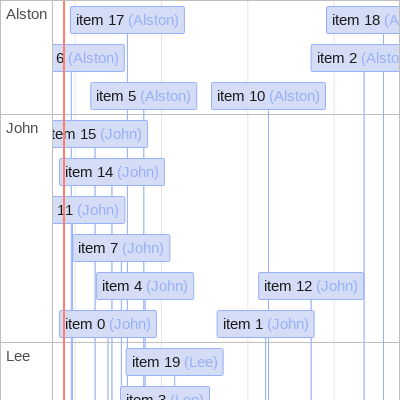 Alston
item 17 (Alston)
item 18 (A
6 (Alston)
item 2 (Alsto
item 5 (Alston)
item 10 (Alston)
John
item 15 (John)
item 14 (John)
11 (John)
item 7 (John)
item 4 (John)
item 12 (John)
item 0 (John)
item 1 (John)
Lee
item 19 (Lee)
item 3 (Lee)